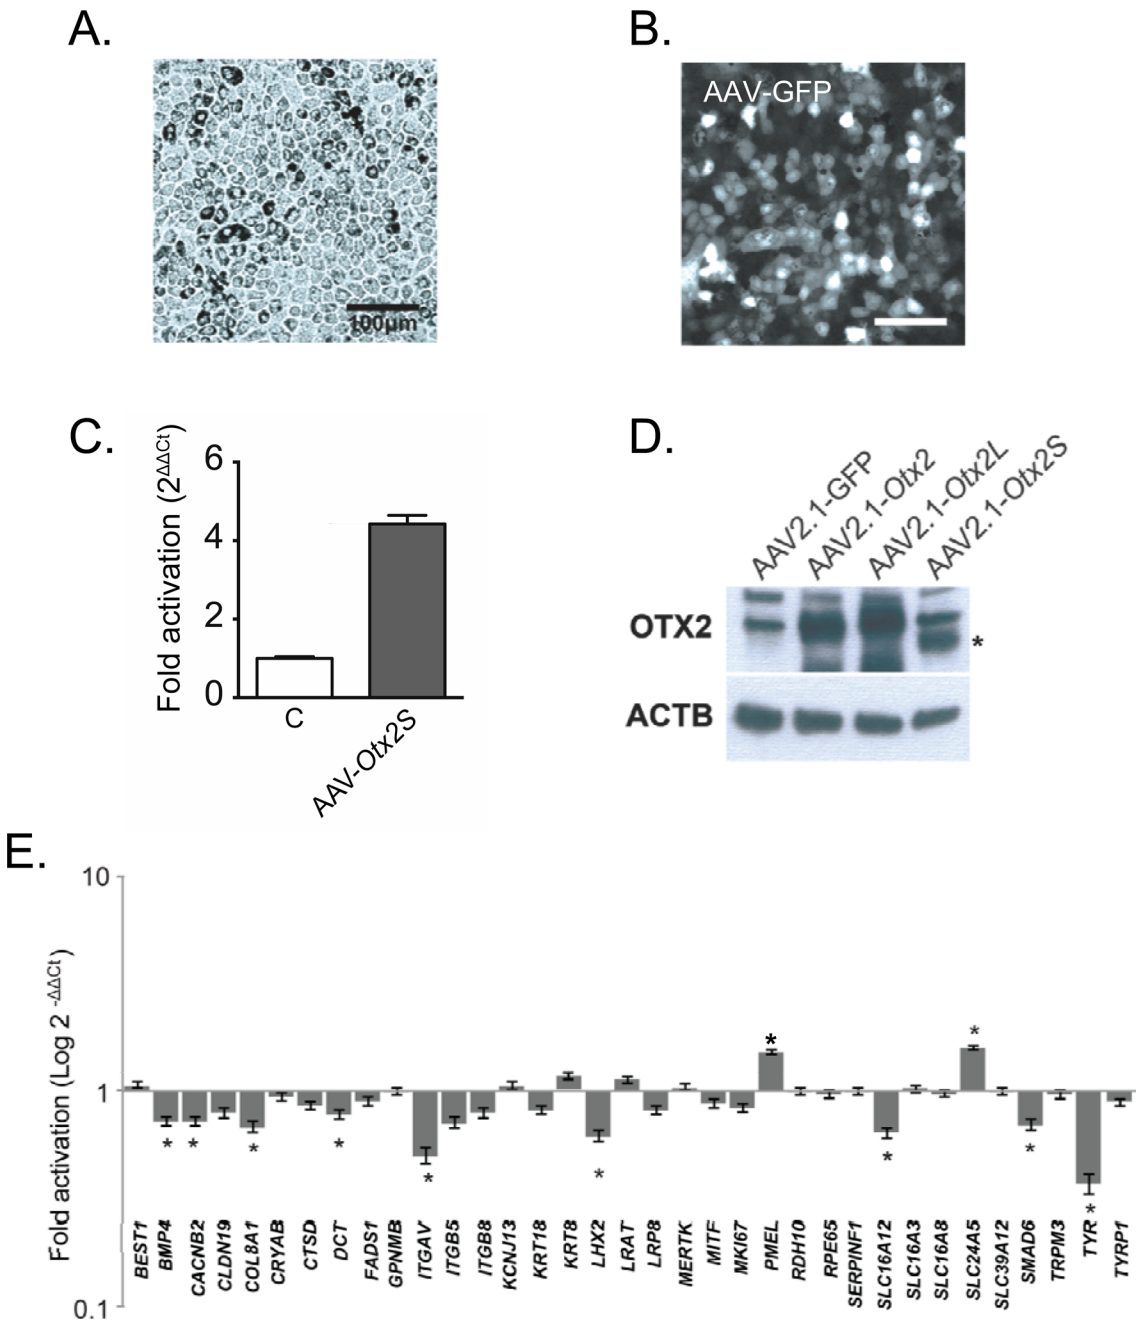 A.
100µm
B.
AAV-GFP
C.
Fold activation (2^ΔΔCt)
6
4
2
0
C
AAV-Otx2S
D.
AAV2.1-GFP
AAV2.1-Otx2
AAV2.1-Otx2L
AAV2.1-Otx2S
OTX2
*
ACTB
E.
Fold activation (Log 2 ^-ΔΔCt)
10
1
0.1
* * * * * * * * * * *
BEST1
BMP4
CACNB2
CLDN19
COL8A1
CRYAB
CTSD
DCT
FADS1
GPNMB
ITGAV
ITGB5
ITGB8
KCNJ13
KRT18
KRT8
LHX2
LRAT
LRP8
MERTK
MITF
MKI67
PMEL
RDH10
RPE65
SERPINF1
SLC16A12
SLC16A3
SLC16A8
SLC24A5
SLC39A12
SMAD6
TRPM3
TYR
TYRP1